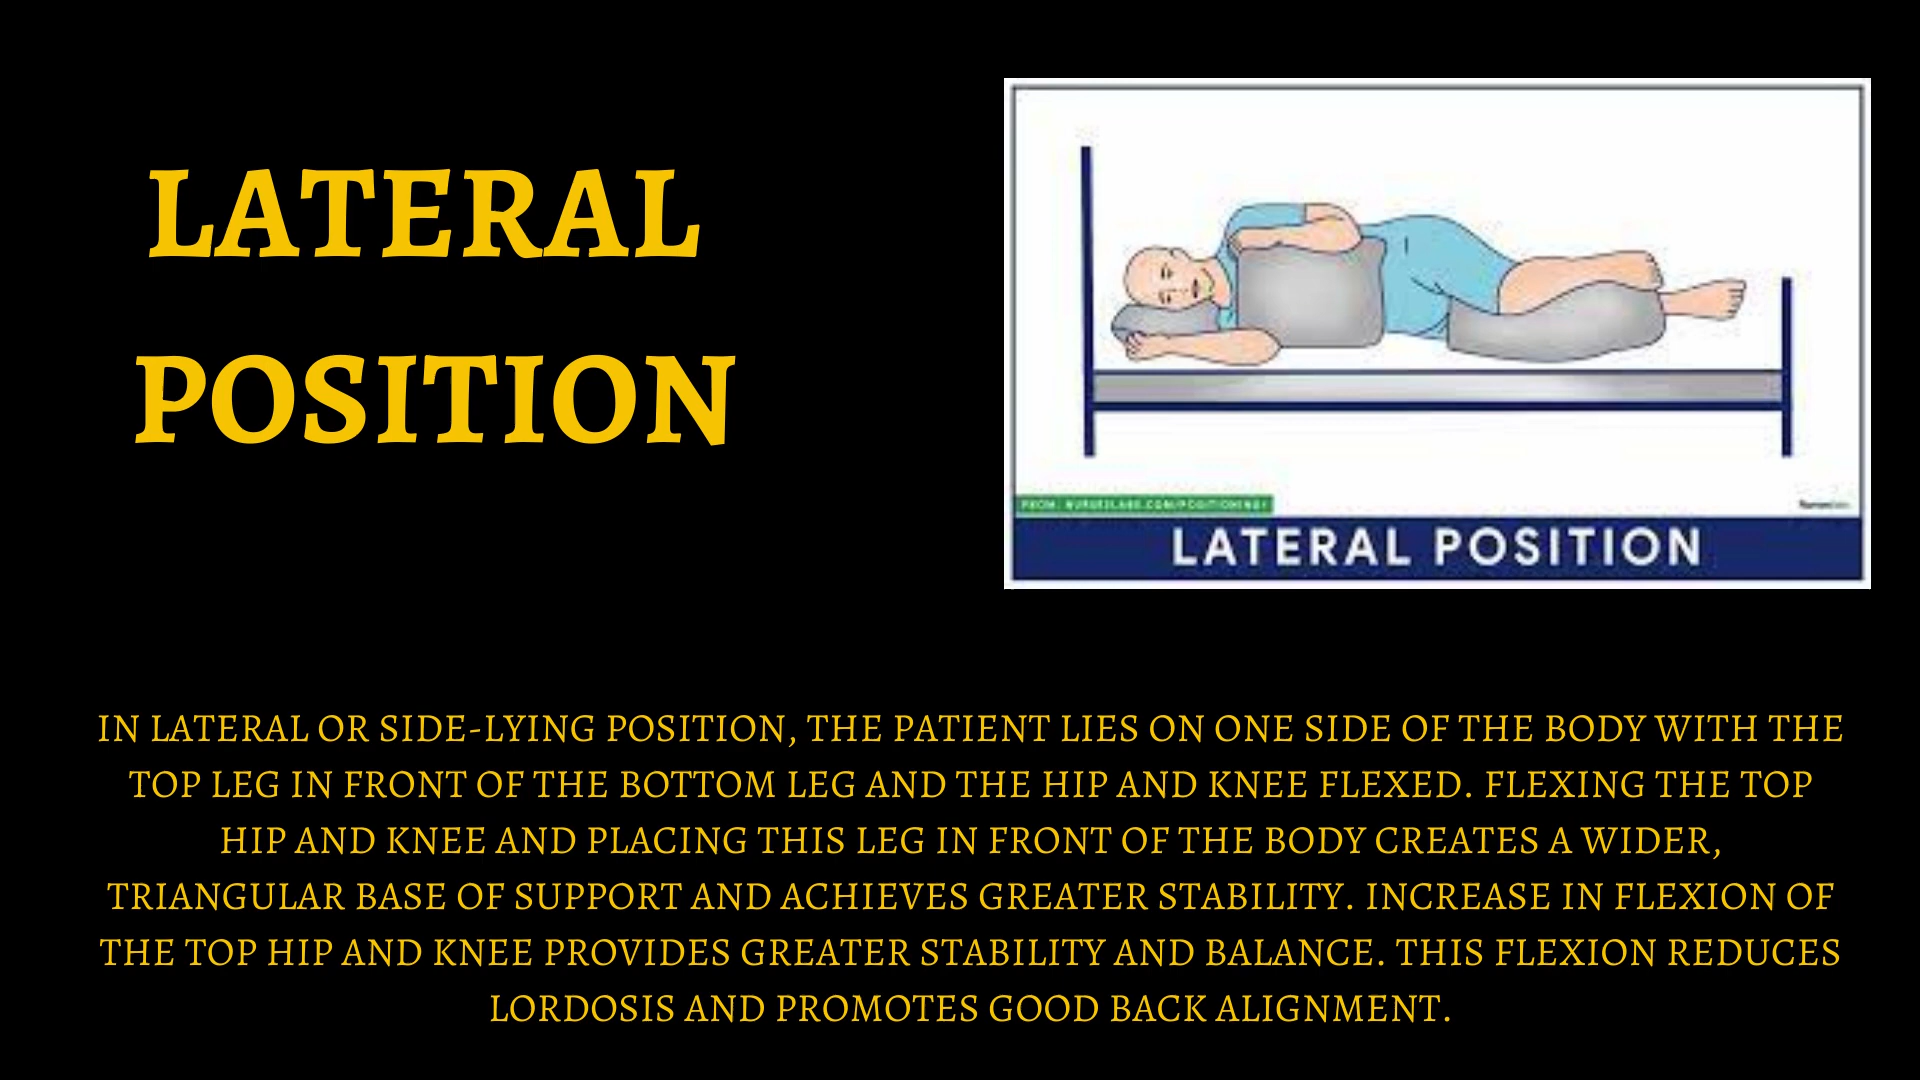 LATERAL
POSITION
FROM: NURSESLABS.COM/POSITIONING/
LATERAL POSITION
IN LATERAL OR SIDE-LYING POSITION, THE PATIENT LIES ON ONE SIDE OF THE BODY WITH THE
TOP LEG IN FRONT OF THE BOTTOM LEG AND THE HIP AND KNEE FLEXED. FLEXING THE TOP
HIP AND KNEE AND PLACING THIS LEG IN FRONT OF THE BODY CREATES A WIDER,
TRIANGULAR BASE OF SUPPORT AND ACHIEVES GREATER STABILITY. INCREASE IN FLEXION OF
THE TOP HIP AND KNEE PROVIDES GREATER STABILITY AND BALANCE. THIS FLEXION REDUCES
LORDOSIS AND PROMOTES GOOD BACK ALIGNMENT.